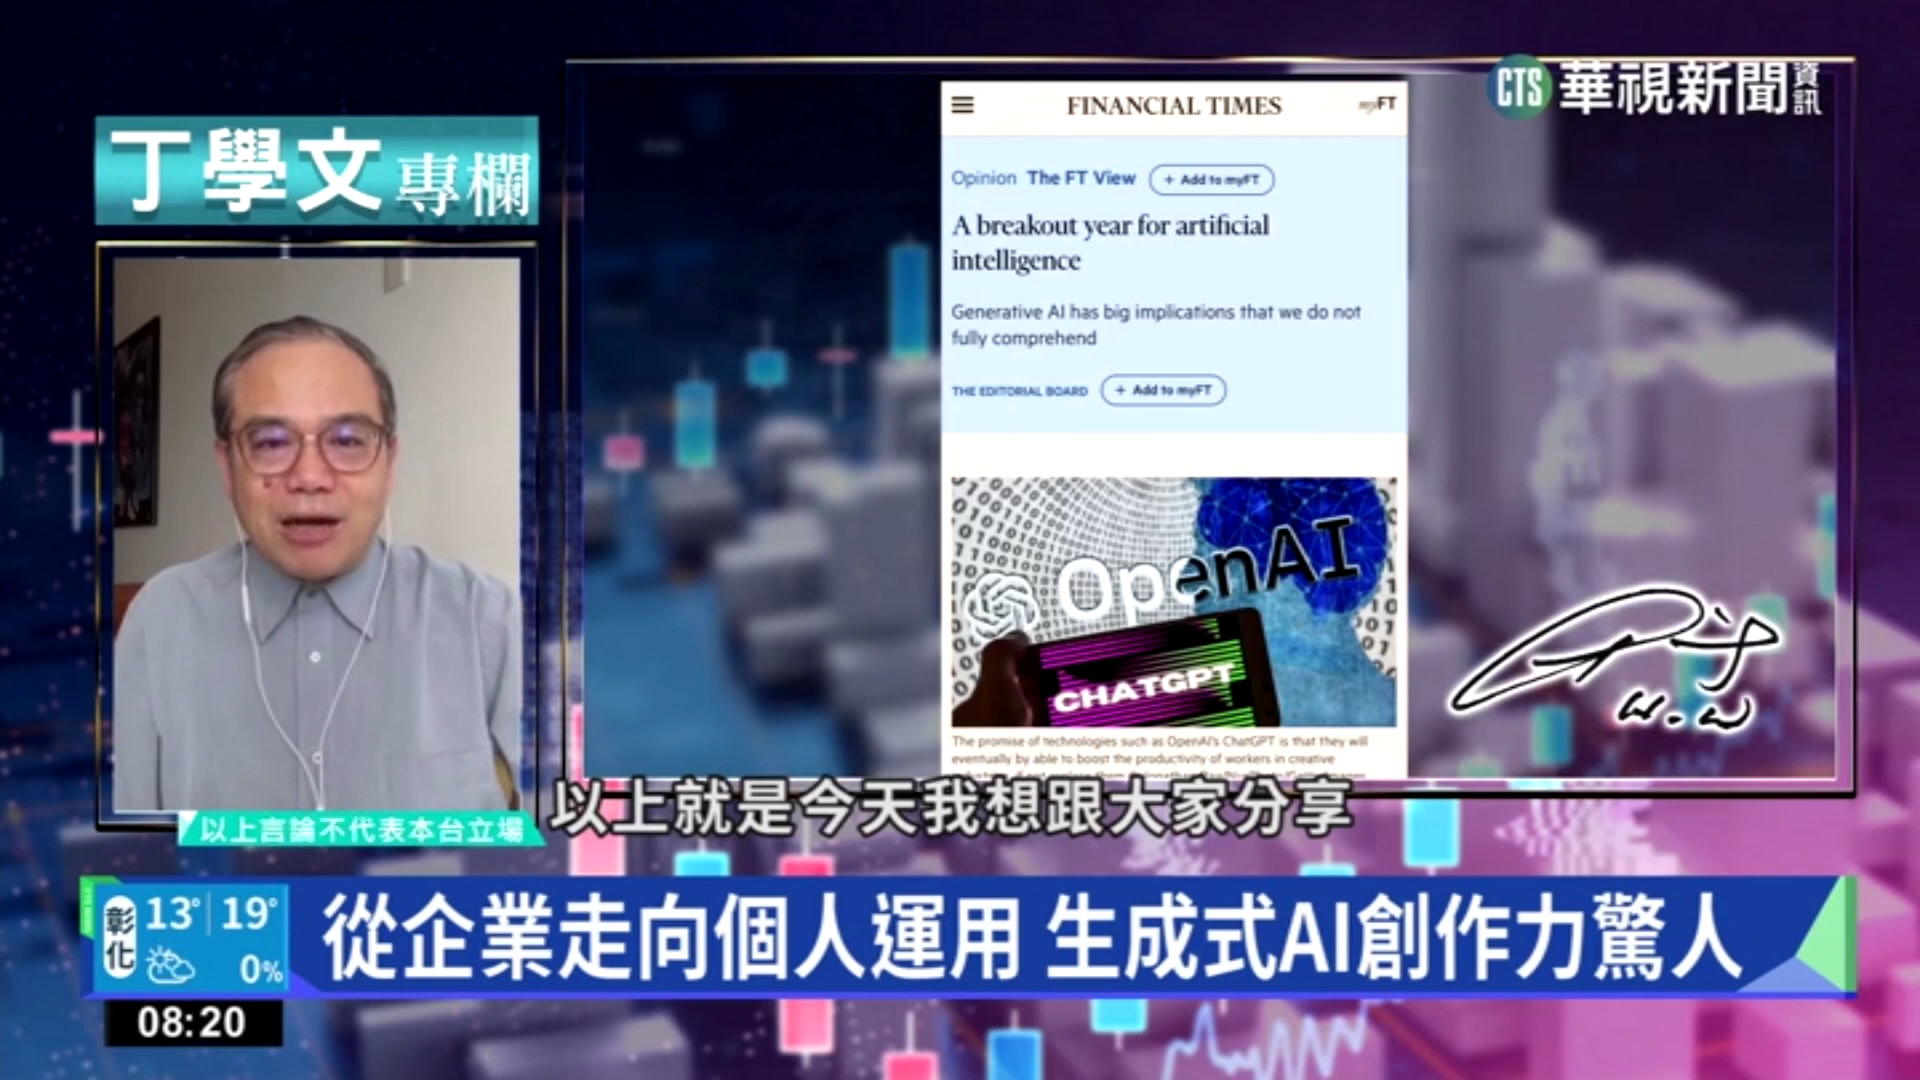 CTS 華視新聞 資訊
丁學文 專欄
FINANCIAL TIMES
myFT
Opinion The FT View + Add to myFT
A breakout year for artificial
intelligence
Generative AI has big implications that we do not
fully comprehend
THE EDITORIAL BOARD + Add to myFT
OpenAI
CHATGPT
The promise of technologies such as OpenAI's ChatGPT is that they will
eventually by able to boost the productivity of workers in creative
以上就是今天我想跟大家分享
以上言論不代表本台立場
彰化 13° 19°
0%
從企業走向個人運用 生成式AI創作力驚人
08:20